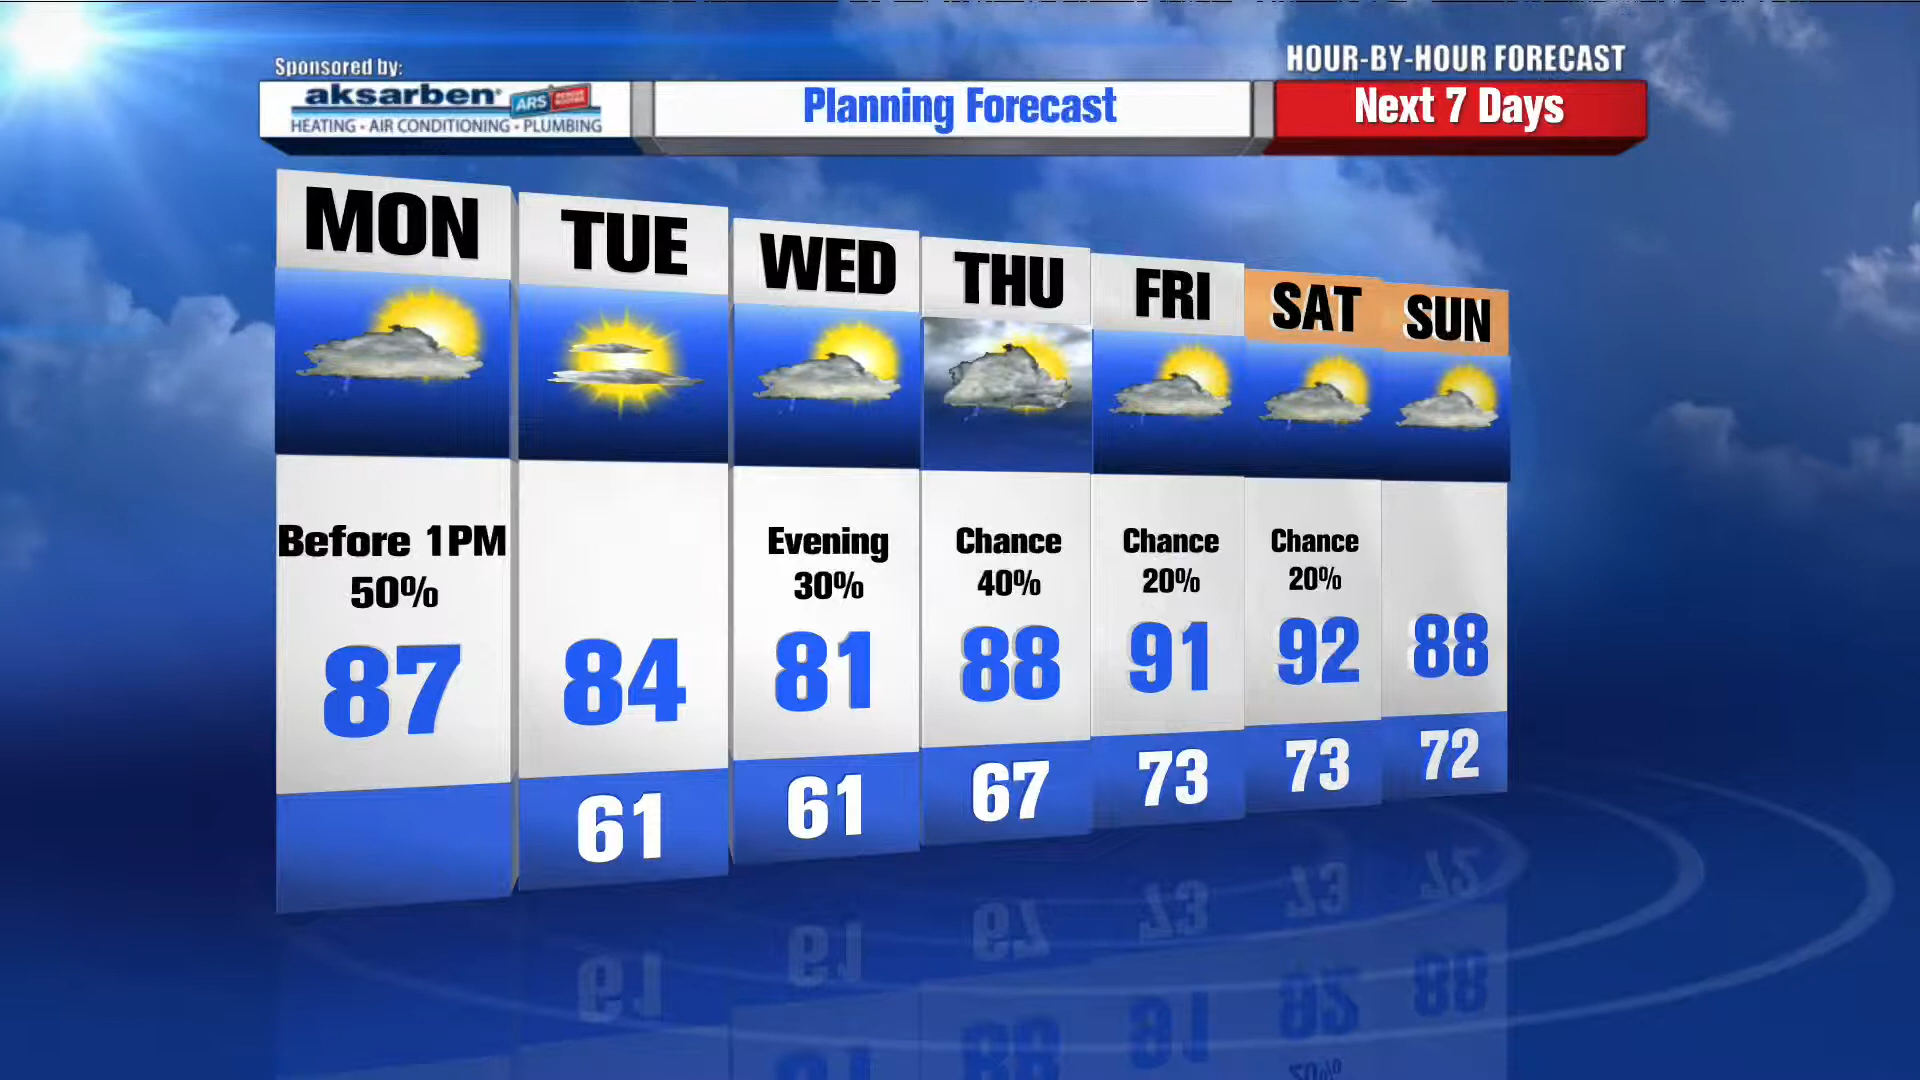 Sponsored by:
aksarben
ARS
RESCUE ROOTER
HEATING - AIR CONDITIONING - PLUMBING
Planning Forecast
HOUR-BY-HOUR FORECAST
Next 7 Days
MON
TUE
WED
THU
FRI
SAT
SUN
Before 1PM
50%
Evening
30%
Chance
40%
Chance
20%
Chance
20%
87
84
81
88
91
92
88
61
61
67
73
73
72